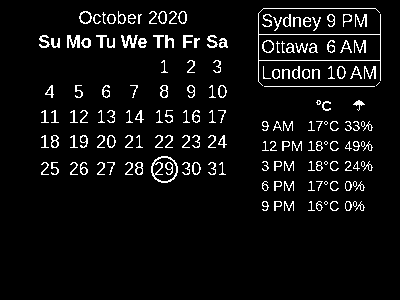 October 2020
Su Mo Tu We Th Fr Sa
1 2 3
4 5 6 7 8 9 10
11 12 13 14 15 16 17
18 19 20 21 22 23 24
25 26 27 28 29 30 31
Sydney 9 PM
Ottawa 6 AM
London 10 AM
°C ☂
9 AM 17°C 33%
12 PM 18°C 49%
3 PM 18°C 24%
6 PM 17°C 0%
9 PM 16°C 0%